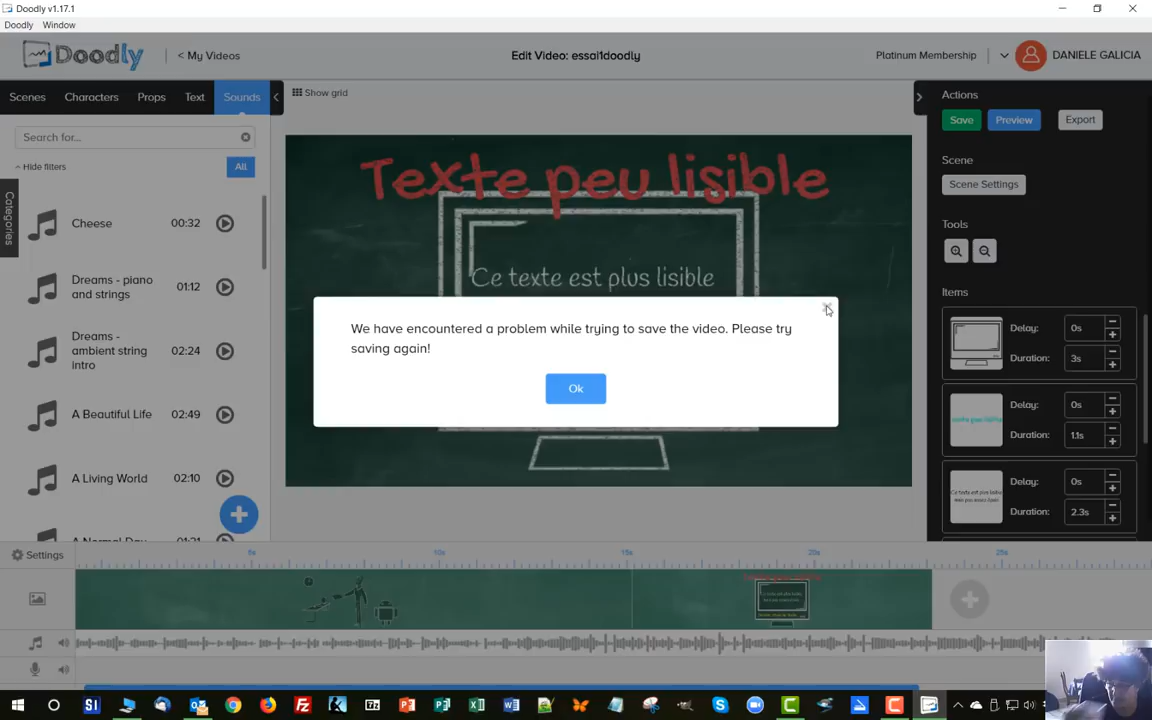 Doodly v1.17.1
Doodly Window
Doodly
< My Videos
Edit Video: essai1doodly
Platinum Membership
DANIELE GALICIA
Scenes
Characters
Props
Text
Sounds
Show grid
Search for...
Hide filters
All
Categories
Cheese 00:32
Dreams - piano
and strings
01:12
Dreams -
ambient string
intro
02:24
A Beautiful Life 02:49
A Living World 02:10
Texte peu lisible
Ce texte est plus lisible
We have encountered a problem while trying to save the video. Please try
saving again!
Ok
Actions
Save
Preview
Export
Scene
Scene Settings
Tools
Items
Delay: 0s
Duration: 3s
Delay: 0s
Duration: 1.1s
Delay: 0s
Duration: 2.3s
Settings
5s
10s
15s
20s
25s